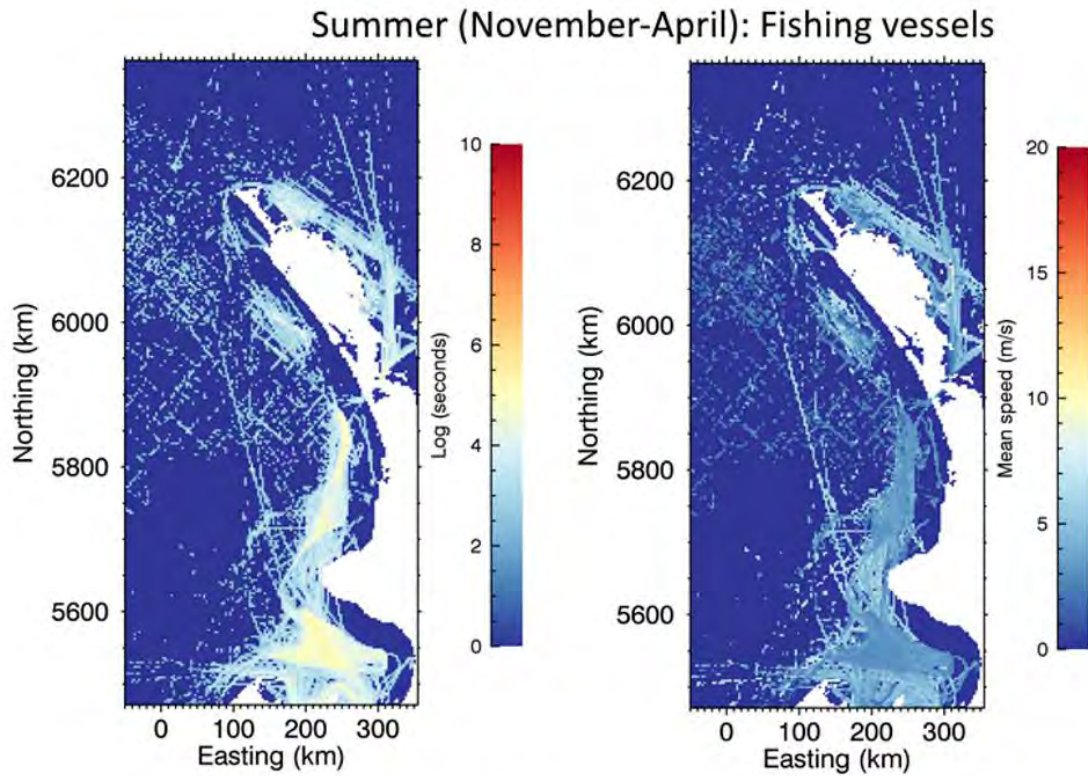 Summer (November-April): Fishing vessels
6200
6000
5800
5600
Northing (km)
0 100 200 300
Easting (km)
10
8
6
4
2
0
Log (seconds)
6200
6000
5800
5600
Northing (km)
0 100 200 300
Easting (km)
20
15
10
5
0
Mean speed (m/s)